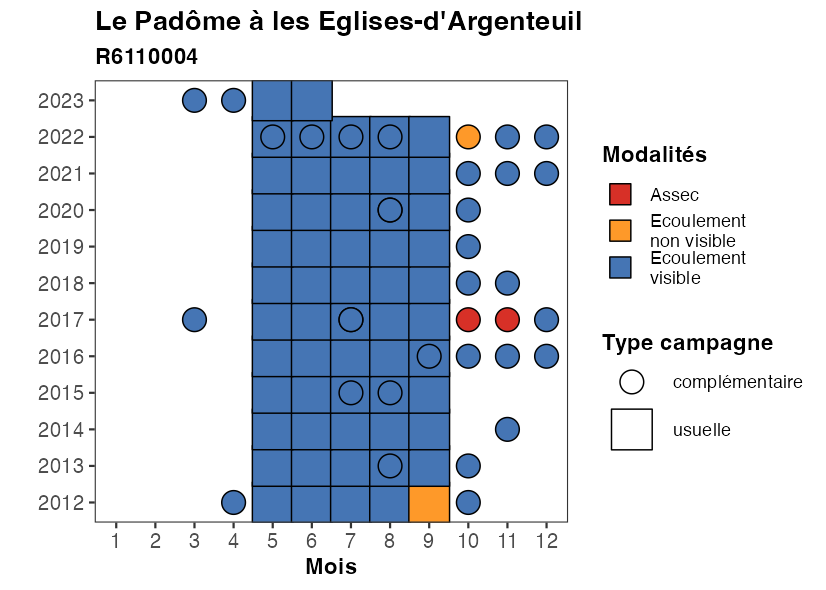 Le Padôme à les Eglises-d'Argenteuil
R6110004
2023
2022
2021
2020
2019
2018
2017
2016
2015
2014
2013
2012
1 2 3 4 5 6 7 8 9 10 11 12
Mois
Modalités
Assec
Ecoulement
non visible
Ecoulement
visible
Type campagne
complémentaire
usuelle